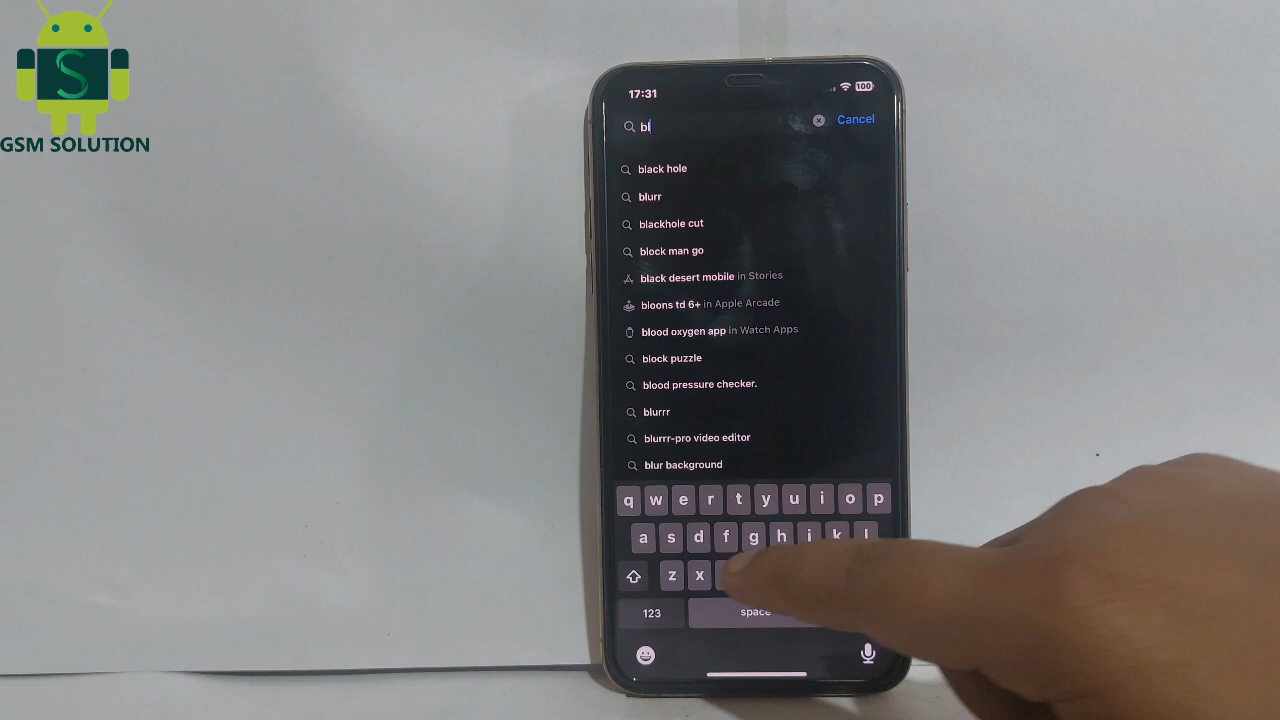 GSM SOLUTION
17:31
100
bl
Cancel
black hole
blurr
blackhole cut
block man go
black desert mobile in Stories
bloons td 6+ in Apple Arcade
blood oxygen app in Watch Apps
block puzzle
blood pressure checker.
blurrr
blurrr-pro video editor
blur background
q w e r t y u i o p
a s d f g h j k l
z x
123 space